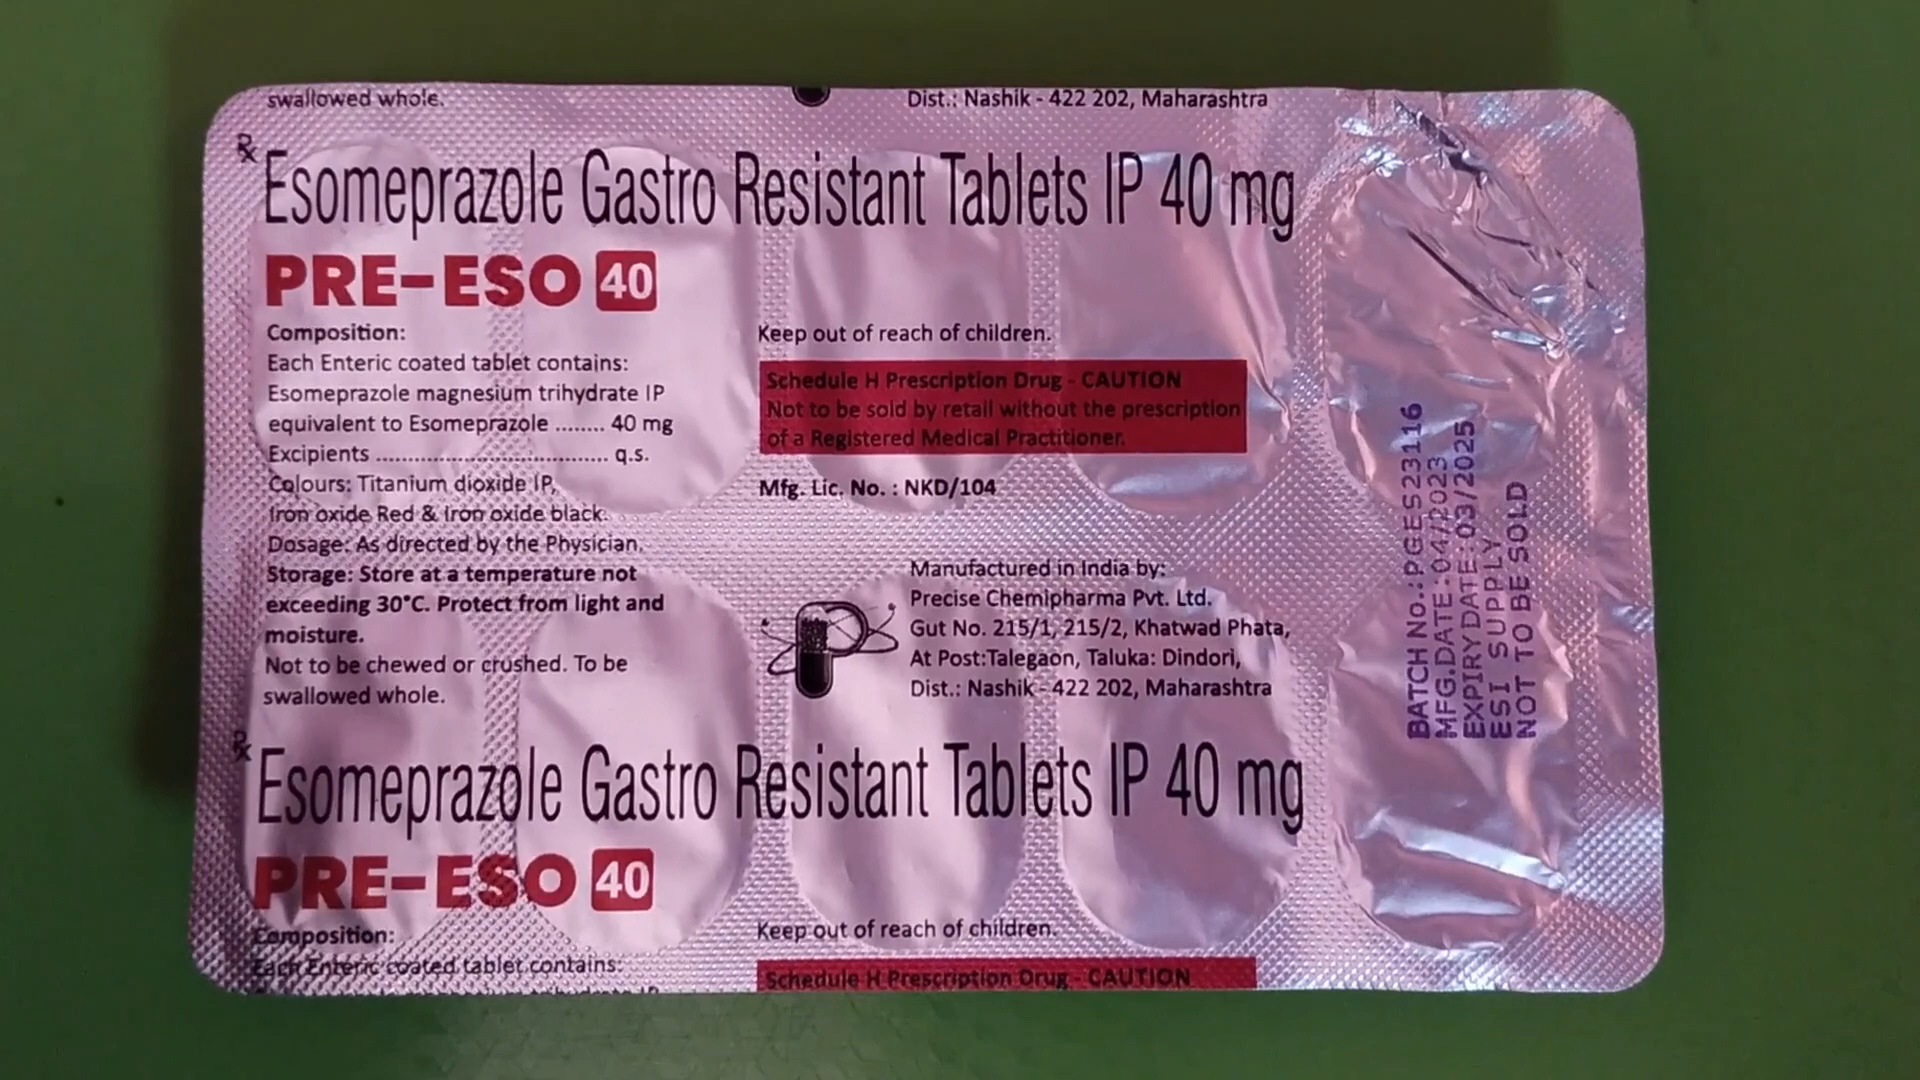 swallowed whole.
Dist.: Nashik - 422 202, Maharashtra
Rx
Esomeprazole Gastro Resistant Tablets IP 40 mg
PRE-ESO 40
Composition:
Each Enteric coated tablet contains:
Esomeprazole magnesium trihydrate IP
equivalent to Esomeprazole ........ 40 mg
Excipients .................................. q.s.
Colours: Titanium dioxide IP,
Iron oxide Red & Iron oxide black.
Dosage: As directed by the Physician.
Storage: Store at a temperature not
exceeding 30°C. Protect from light and
moisture.
Not to be chewed or crushed. To be
swallowed whole.
Keep out of reach of children.
Schedule H Prescription Drug - CAUTION
Not to be sold by retail without the prescription
of a Registered Medical Practitioner.
Mfg. Lic. No. : NKD/104
Manufactured in India by:
Precise Chemipharma Pvt. Ltd.
Gut No. 215/1, 215/2, Khatwad Phata,
At Post:Talegaon, Taluka: Dindori,
Dist.: Nashik - 422 202, Maharashtra
BATCH No.:PGES23116
MFG.DATE:04/2023
EXPIRY DATE:03/2025
ESI SUPPLY
NOT TO BE SOLD
Rx
Esomeprazole Gastro Resistant Tablets IP 40 mg
PRE-ESO 40
Composition:
Each Enteric coated tablet contains:
Keep out of reach of children.
Schedule H Prescription Drug - CAUTION